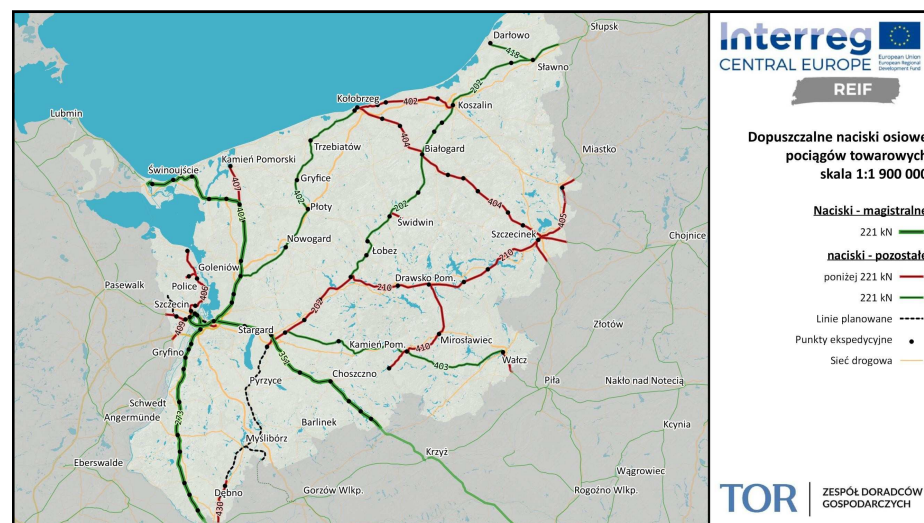 Słupsk
Darłowo
418
Sławno
202
Kołobrzeg
402
Koszalin
Lubmin
404
Trzebiatów
Białogard
Miastko
Kamień Pomorski
Świnoujście
407
Gryfice
402
401
Płoty
202
404
405
Świdwin
Szczecinek
Chojnice
Nowogard
Łobez
210
Goleniów
Drawsko Pom.
210
Pasewalk
Police
406
Szczecin
202
409
Stargard
Złotów
Mirosławiec
Kamień Pom.
410
Gryfino
351
403
Wałcz
Choszczno
Pyrzyce
Piła
Nakło nad Notecią
Schwedt
Angermünde
273
Barlinek
Kcynia
Myślibórz
Krzyż
Eberswalde
Wągrowiec
Dębno
Gorzów Wlkp.
Rogoźno Wlkp.
430
Interreg
CENTRAL EUROPE
European Union
European Regional
Development Fund
REIF
Dopuszczalne naciski osiowe
pociągów towarowych
skala 1:1 900 000
Naciski - magistralne
221 kN
naciski - pozostałe
poniżej 221 kN
221 kN
Linie planowane
Punkty ekspedycyjne
Sieć drogowa
TOR
ZESPÓŁ DORADCÓW
GOSPODARCZYCH